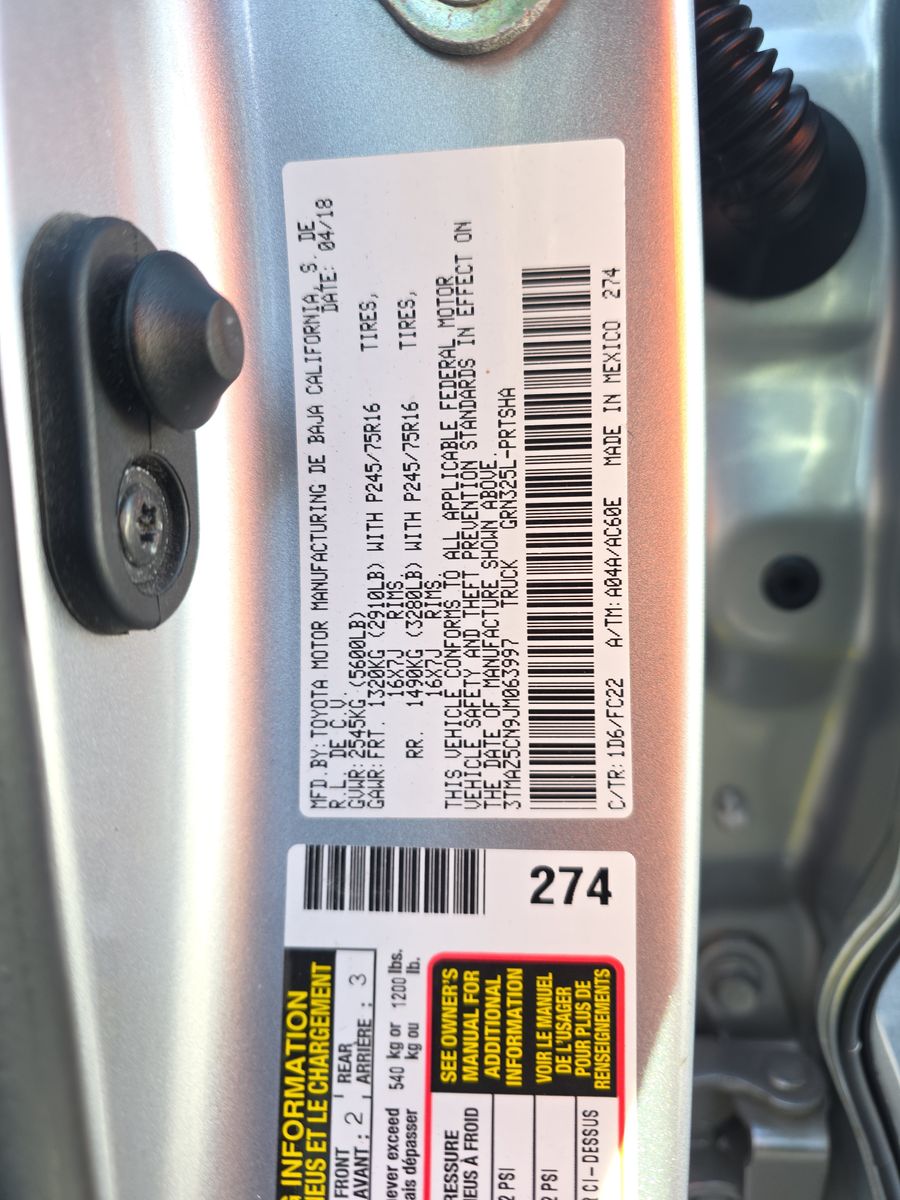 MFD.BY: TOYOTA MOTOR MANUFACTURING DE BAJA CALIFORNIA, S. DE
R.L. DE C.V. DATE: 04/18
GVWR: 2545KG (5600LB)
GAWR: FRT. 1320KG (2910LB) WITH P245/75R16 TIRES,
16X7J RIMS,
RR. 1490KG (3280LB) WITH P245/75R16 TIRES,
16X7J RIMS
THIS VEHICLE CONFORMS TO ALL APPLICABLE FEDERAL MOTOR
VEHICLE SAFETY AND THEFT PREVENTION STANDARDS IN EFFECT ON
THE DATE OF MANUFACTURE SHOWN ABOVE.
3TMAZ5CN9JM063997 TRUCK GRN325L-PRTSHA
C/TR: 1D6/FC22 A/TM: A04A/AC60E MADE IN MEXICO 274
274
G INFORMATION
IEUS ET LE CHARGEMENT
FRONT
AVANT : 2
REAR
ARRIÈRE : 3
never exceed 540 kg or 1200 lbs.
ais dépasser kg ou lb.
RESSURE
IEUS À FROID
2 PSI
2 PSI
R CI-DESSUS
SEE OWNER'S
MANUAL FOR
ADDITIONAL
INFORMATION
VOIR LE MANUEL
DE L'USAGER
POUR PLUS DE
RENSEIGNEMENTS